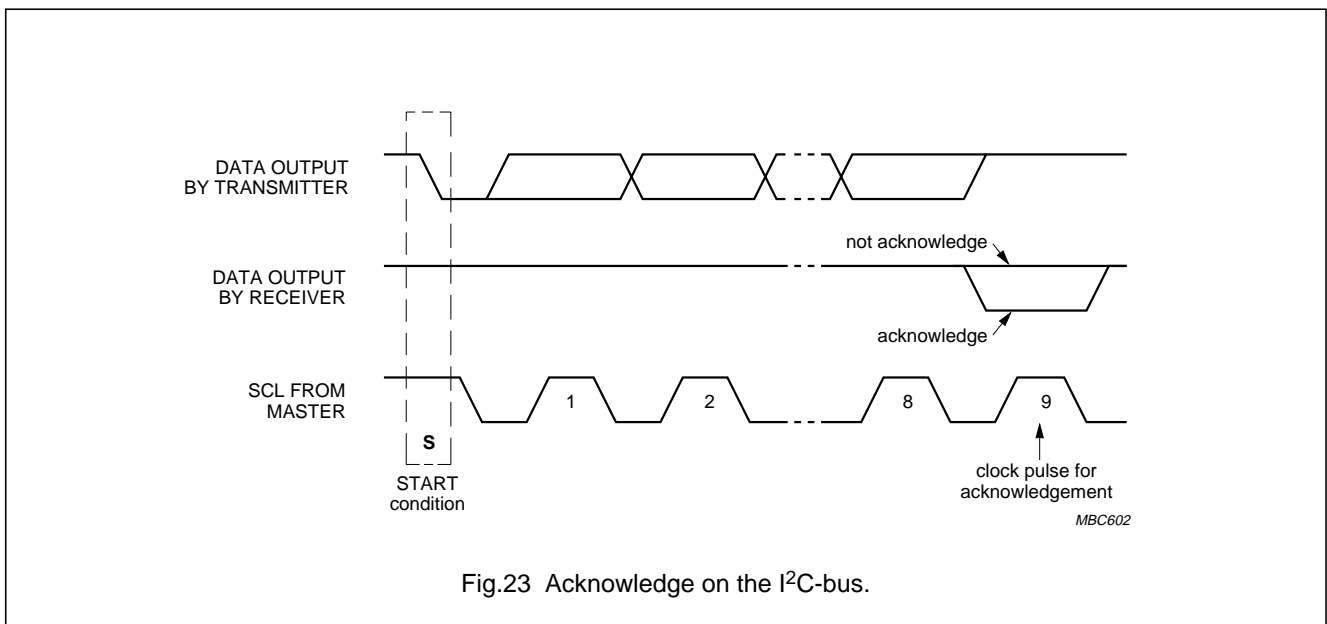 DATA OUTPUT
BY TRANSMITTER
not acknowledge
DATA OUTPUT
BY RECEIVER
acknowledge
SCL FROM
MASTER
1
2
8
9
S
START
condition
clock pulse for
acknowledgement
MBC602
Fig.23 Acknowledge on the I²C-bus.